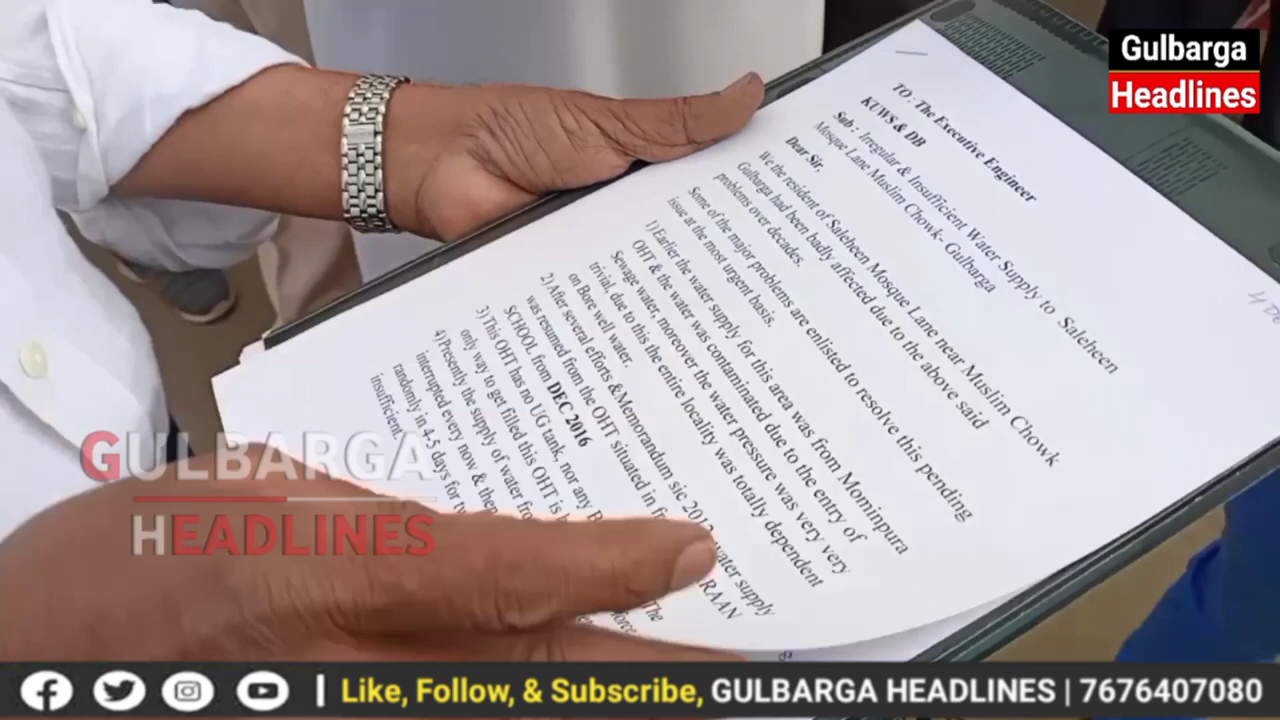 Gulbarga
Headlines
TO : The Executive Engineer
KUWS & DB
Sub : Irregular & Insufficient Water Supply to Saleheen
Mosque Lane Muslim Chowk- Gulbarga
Dear Sir,
We the resident of Saleheen Mosque Lane near Muslim Chowk
Gulbarga had been badly affected due to the above said
problems over decades.
Some of the major problems are enlisted to resolve this pending
issue at the most urgent basis.
1) Earlier the water supply for this area was from Mominpura
OHT & the water was contaminated due to the entry of
Sewage water, moreover the water pressure was very very
trivial, due to this the entire locality was totally dependent
on Bore well water.
2) After several efforts &Memorandum sic 2012 water supply
was resumed from the OHT situated in
SCHOOL from DEC 2016
3) This OHT has no UG tank, nor any The
only way to get filled this OHT is
4) Presently the supply of water
interrupted every now & then
randomly in 4-5 days for
insufficient
GULBARGA
HEADLINES
Like, Follow, & Subscribe, GULBARGA HEADLINES | 7676407080